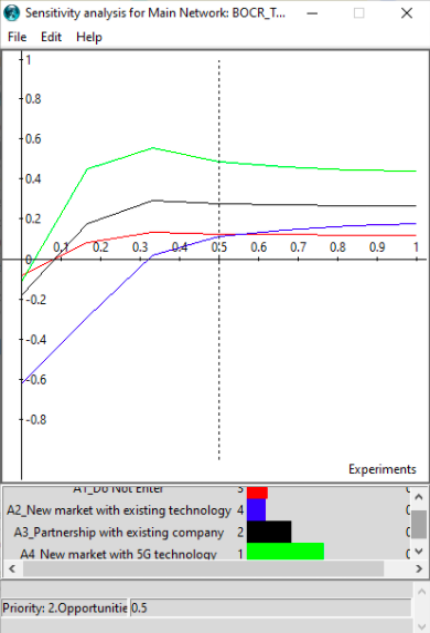 Sensitivity analysis for Main Network: BOCR_T...
File Edit Help
1
0.8
0.6
0.4
0.2
0 0.1 0.2 0.3 0.4 0.5 0.6 0.7 0.8 0.9 1
-0.2
-0.4
-0.6
-0.8
Experiments
A1_Do Not Enter 3
A2_New market with existing technology 4
A3_Partnership with existing company 2
A4_New market with 5G technology 1
Priority: 2.Opportunitie 0.5